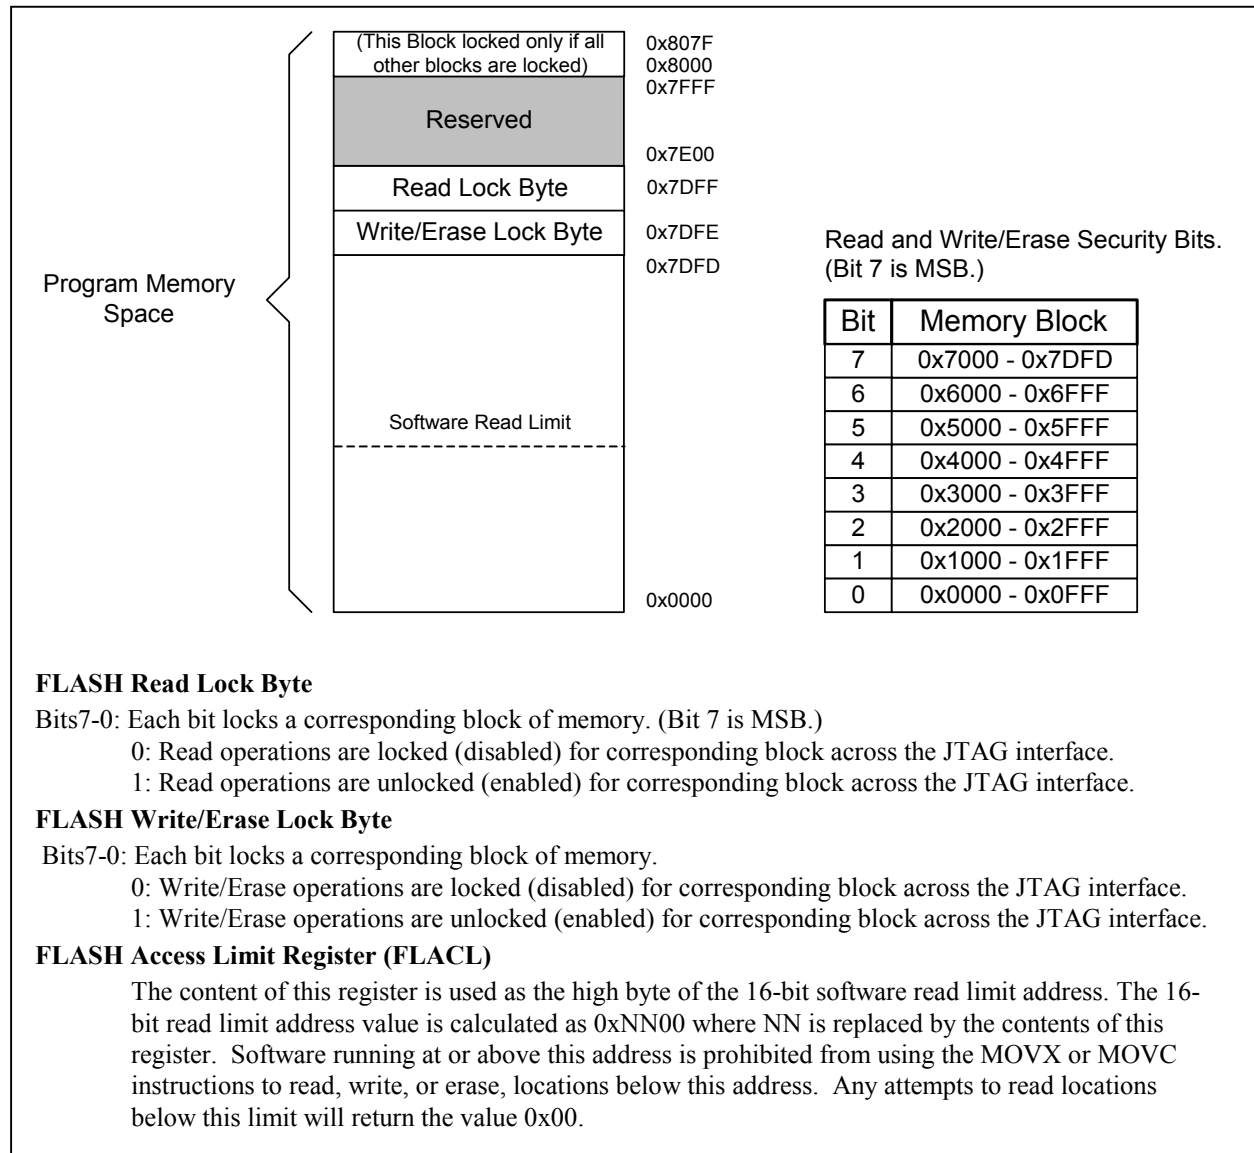 (This Block locked only if all
other blocks are locked)
0x807F
0x8000
0x7FFF
Reserved
0x7E00
Read Lock Byte
0x7DFF
Write/Erase Lock Byte
0x7DFE
0x7DFD
Program Memory
Space
Software Read Limit
0x0000
Read and Write/Erase Security Bits.
(Bit 7 is MSB.)
Bit Memory Block
7 0x7000 - 0x7DFD
6 0x6000 - 0x6FFF
5 0x5000 - 0x5FFF
4 0x4000 - 0x4FFF
3 0x3000 - 0x3FFF
2 0x2000 - 0x2FFF
1 0x1000 - 0x1FFF
0 0x0000 - 0x0FFF
FLASH Read Lock Byte
Bits7-0: Each bit locks a corresponding block of memory. (Bit 7 is MSB.)
0: Read operations are locked (disabled) for corresponding block across the JTAG interface.
1: Read operations are unlocked (enabled) for corresponding block across the JTAG interface.
FLASH Write/Erase Lock Byte
Bits7-0: Each bit locks a corresponding block of memory.
0: Write/Erase operations are locked (disabled) for corresponding block across the JTAG interface.
1: Write/Erase operations are unlocked (enabled) for corresponding block across the JTAG interface.
FLASH Access Limit Register (FLACL)
The content of this register is used as the high byte of the 16-bit software read limit address. The 16-
bit read limit address value is calculated as 0xNN00 where NN is replaced by the contents of this
register. Software running at or above this address is prohibited from using the MOVX or MOVC
instructions to read, write, or erase, locations below this address. Any attempts to read locations
below this limit will return the value 0x00.